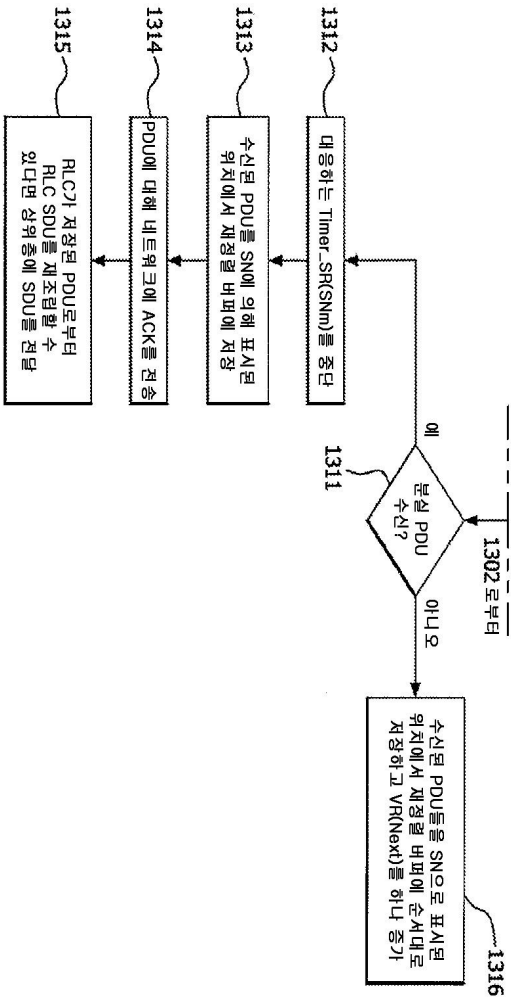 1302로부터
분실 PDU
수신?
1311
예
아니오
1312
대응하는 Timer_SR(SNm)를 중단
1313
수신된 PDU를 SN에 의해 표시된
위치에서 재정렬 버퍼에 저장
1314
PDU에 대해 네트워크에 ACK를 전송
1315
RLC가 저장된 PDU로부터
RLC SDU를 재조립할 수
있다면 상위층에 SDU를 전달
1316
수신된 PDU들을 SN으로 표시된
위치에서 재정렬 버퍼에 순서대로
저장하고 VR(Next)를 하나 증가